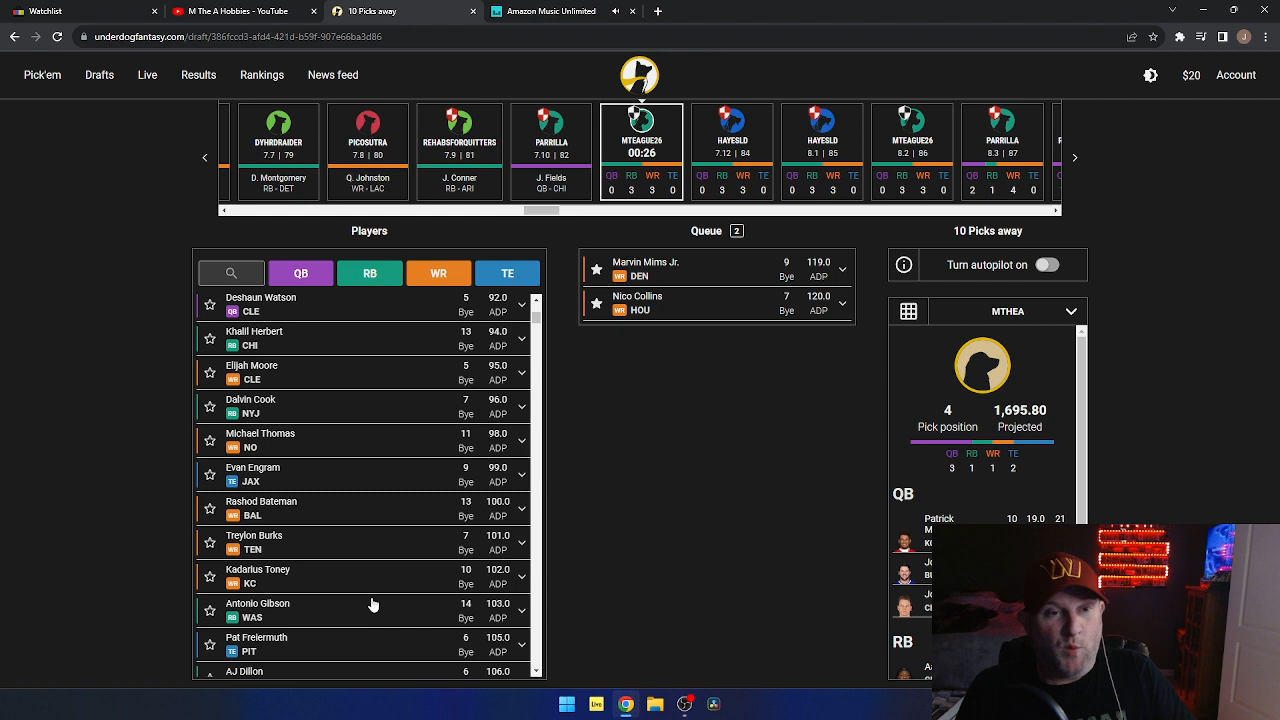 Watchlist
M The A Hobbies - YouTube
10 Picks away
Amazon Music Unlimited
underdogfantasy.com/draft/386fccd3-afd4-421d-b59f-907e66ba3d86
J
Pick'em Drafts Live Results Rankings News feed
$20 Account
DYHRDRAIDER
7.7 | 79
D. Montgomery
RB - DET
PICOSUTRA
7.8 | 80
Q. Johnston
WR - LAC
REHABSFORQUITTERS
7.9 | 81
J. Conner
RB - ARI
PARRILLA
7.10 | 82
J. Fields
QB - CHI
MTEAGUE26
00:26
QB RB WR TE
0 3 3 0
HAYESLD
7.12 | 84
QB RB WR TE
0 3 3 0
HAYESLD
8.1 | 85
QB RB WR TE
0 3 3 0
MTEAGUE26
8.2 | 86
QB RB WR TE
0 3 3 0
PARRILLA
8.3 | 87
QB RB WR TE
2 1 4 0
Players
QB RB WR TE
Deshaun Watson 5 92.0
QB CLE Bye ADP
Khalil Herbert 13 94.0
RB CHI Bye ADP
Elijah Moore 5 95.0
WR CLE Bye ADP
Dalvin Cook 7 96.0
RB NYJ Bye ADP
Michael Thomas 11 98.0
WR NO Bye ADP
Evan Engram 9 99.0
TE JAX Bye ADP
Rashod Bateman 13 100.0
WR BAL Bye ADP
Treylon Burks 7 101.0
WR TEN Bye ADP
Kadarius Toney 10 102.0
WR KC Bye ADP
Antonio Gibson 14 103.0
RB WAS Bye ADP
Pat Freiermuth 6 105.0
TE PIT Bye ADP
AJ Dillon 6 106.0
Queue 2
Marvin Mims Jr. 9 119.0
WR DEN Bye ADP
Nico Collins 7 120.0
WR HOU Bye ADP
10 Picks away
Turn autopilot on
MTHEA
4 1,695.80
Pick position Projected
QB RB WR TE
3 1 1 2
QB
Patrick 10 19.0 21
RB
Live